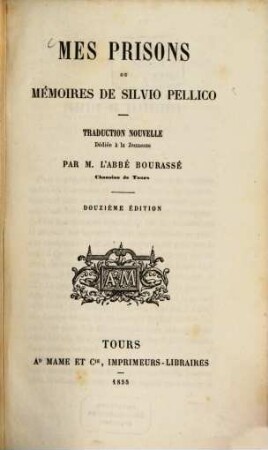 MES PRISONS
OU
MÉMOIRES DE SILVIO PELLICO
TRADUCTION NOUVELLE
Dédiée à la Jeunesse
PAR M. L'ABBÉ BOURASSÉ
Chanoine de Tours
DOUZIÈME ÉDITION
A M
TOURS
Ad MAME ET Cie, IMPRIMEURS-LIBRAIRES
1855